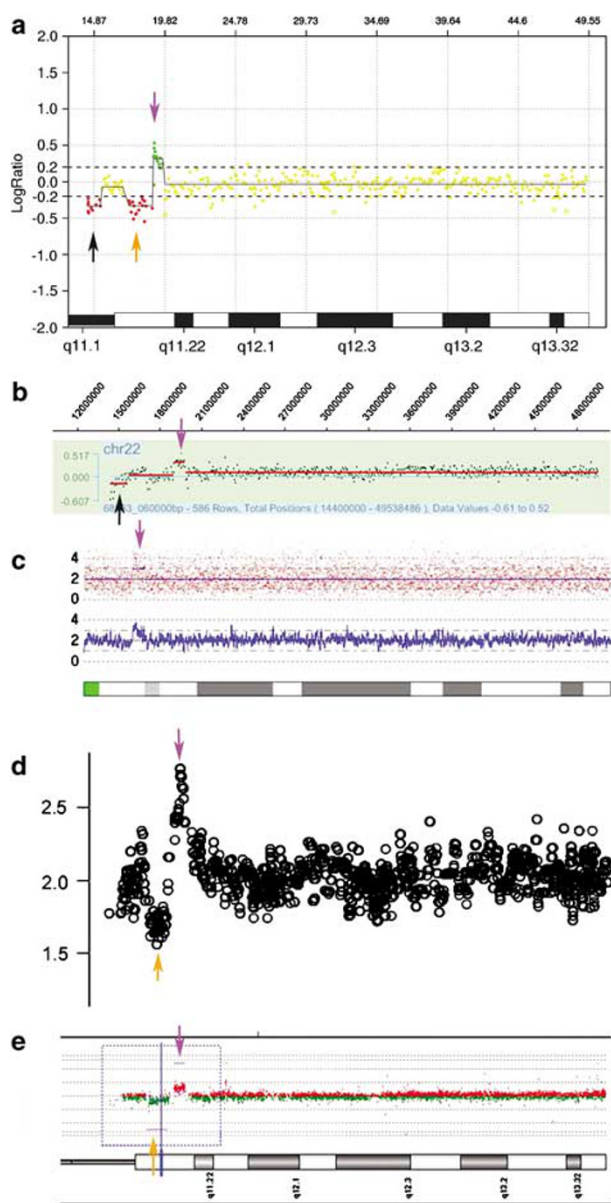 a
14.87 19.82 24.78 29.73 34.69 39.64 44.6 49.55
2.0
1.5
1.0
0.5
0.2
0.0
-0.2
-0.5
-1.0
-1.5
-2.0
LogRatio
q11.1 q11.22 q12.1 q12.3 q13.2 q13.32
b
12000000 15000000 18000000 21000000 24000000 27000000 30000000 33000000 36000000 39000000 42000000 45000000 48000000
chr22
0.517
0.000
-0.607
060000bp - 586 Rows, Total Positions ( 14400000 - 49538486 ), Data Values -0.61 to 0.52
c
4
2
0
4
2
0
d
2.5
2.0
1.5
e
q11.22 q12.1 q12.3 q13.2 q13.32